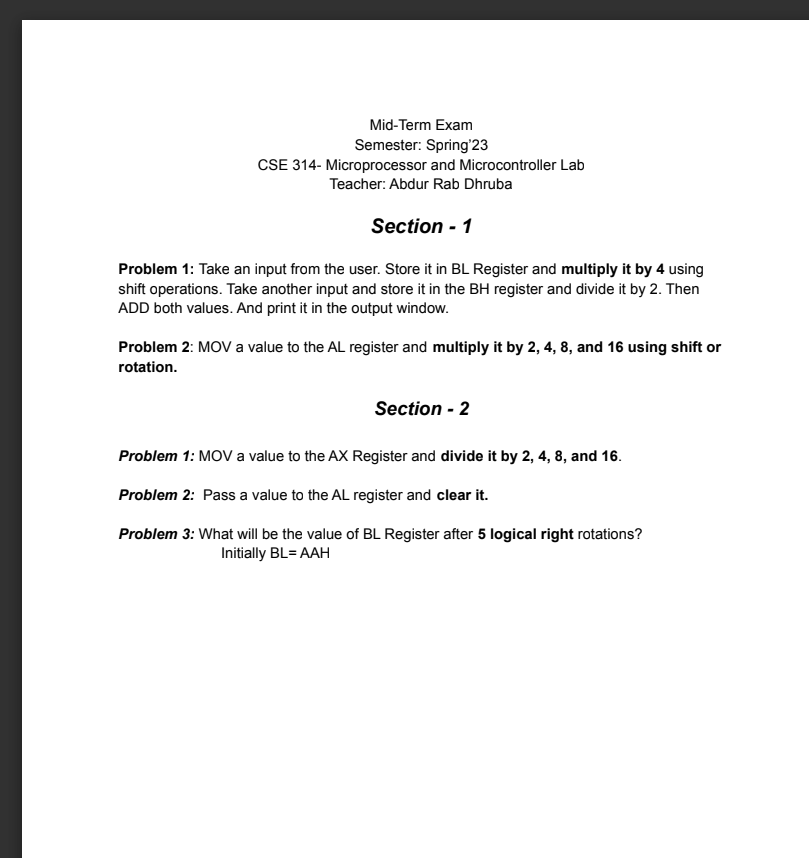 Mid-Term Exam
Semester: Spring'23
CSE 314- Microprocessor and Microcontroller Lab
Teacher: Abdur Rab Dhruba
Section - 1
Problem 1: Take an input from the user. Store it in BL Register and multiply it by 4 using
shift operations. Take another input and store it in the BH register and divide it by 2. Then
ADD both values. And print it in the output window.
Problem 2: MOV a value to the AL register and multiply it by 2, 4, 8, and 16 using shift or
rotation.
Section - 2
Problem 1: MOV a value to the AX Register and divide it by 2, 4, 8, and 16.
Problem 2: Pass a value to the AL register and clear it.
Problem 3: What will be the value of BL Register after 5 logical right rotations?
Initially BL= AAH